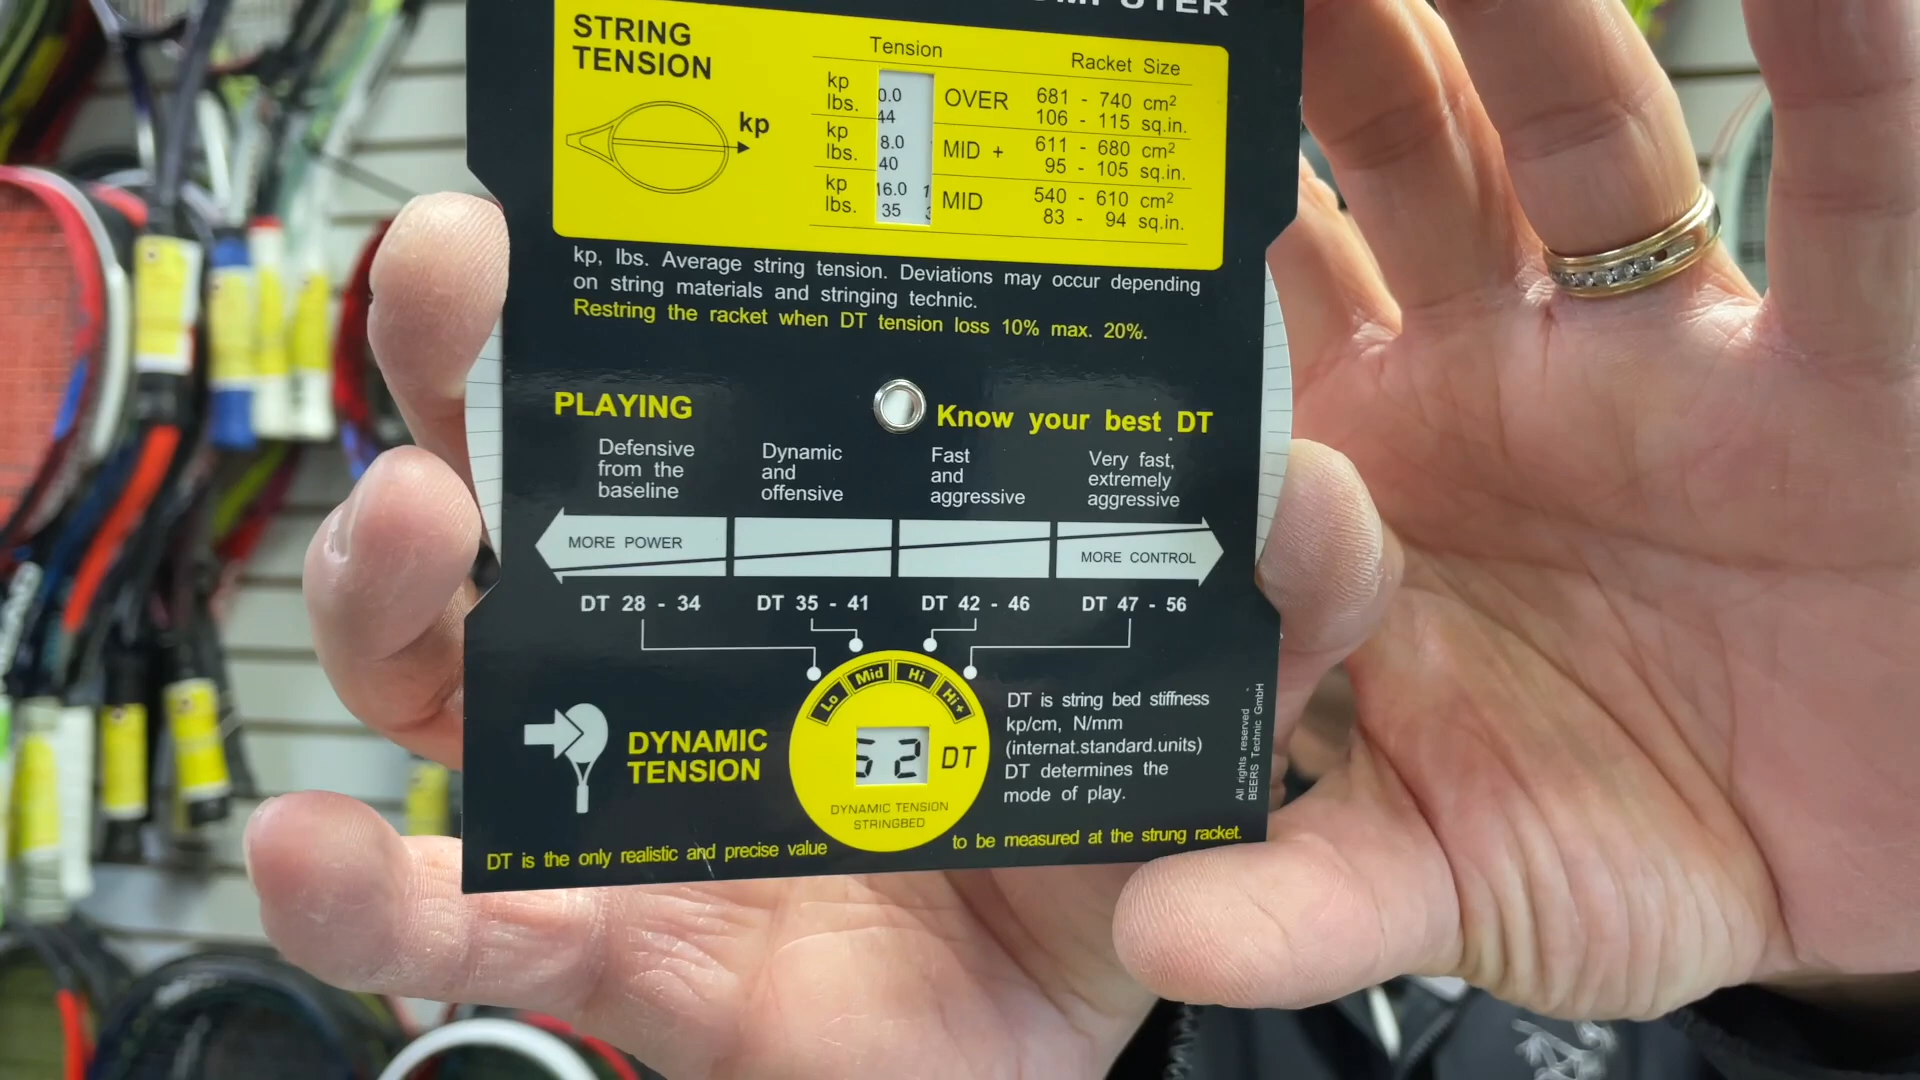 OMPUTER
STRING
TENSION
kp
Tension
Racket Size
kp 0.0 OVER 681 - 740 cm²
lbs. 44 106 - 115 sq.in.
kp 8.0 MID + 611 - 680 cm²
lbs. 40 95 - 105 sq.in.
kp 16.0 MID 540 - 610 cm²
lbs. 35 83 - 94 sq.in.
kp, lbs. Average string tension. Deviations may occur depending
on string materials and stringing technic.
Restring the racket when DT tension loss 10% max. 20%.
PLAYING
Know your best DT
Defensive
from the
baseline
Dynamic
and
offensive
Fast
and
aggressive
Very fast,
extremely
aggressive
MORE POWER
MORE CONTROL
DT 28 - 34 DT 35 - 41 DT 42 - 46 DT 47 - 56
Lo Mid Hi Hi+
DYNAMIC
TENSION
52 DT
DYNAMIC TENSION
STRINGBED
DT is string bed stiffness
kp/cm, N/mm
(internat.standard.units)
DT determines the
mode of play.
All rights reserved
BEERS Technic GmbH
DT is the only realistic and precise value to be measured at the strung racket.